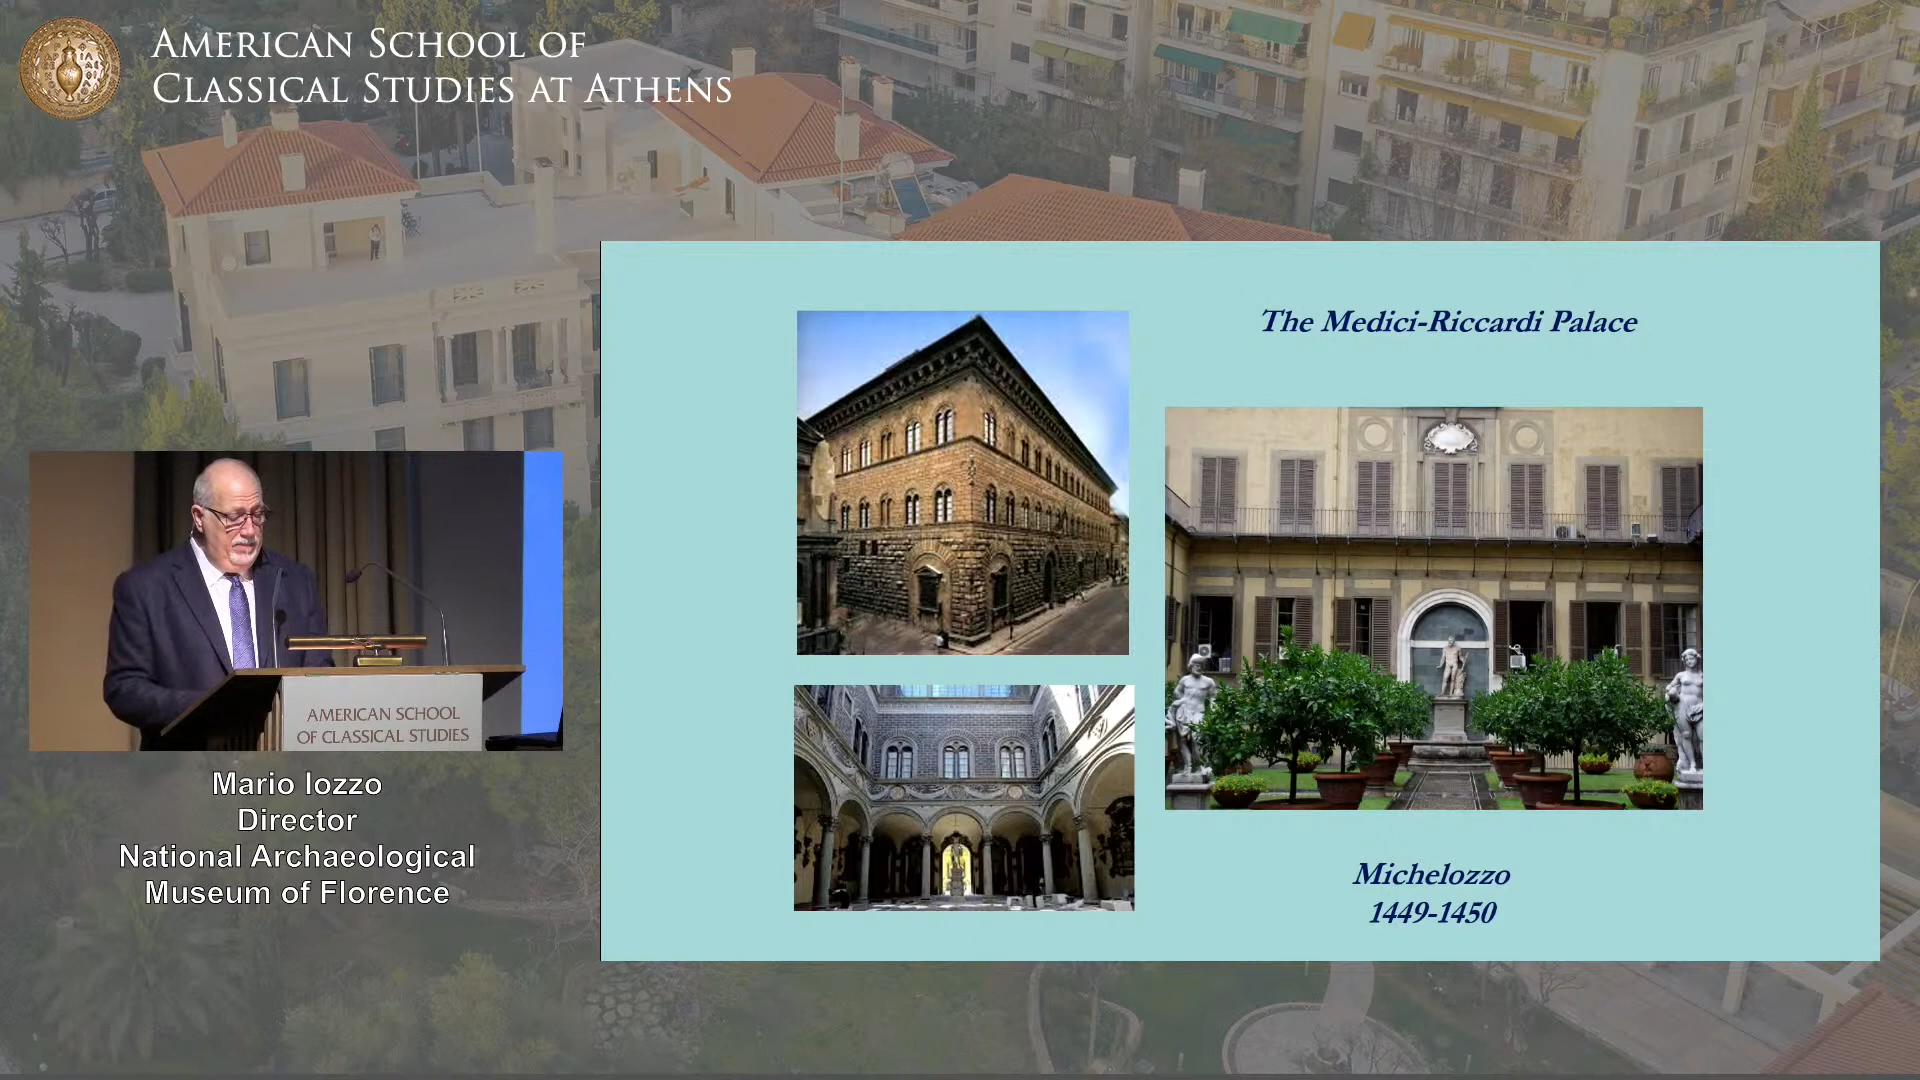 AMERICAN SCHOOL OF
CLASSICAL STUDIES AT ATHENS
The Medici-Riccardi Palace
AMERICAN SCHOOL
OF CLASSICAL STUDIES
Mario Iozzo
Director
National Archaeological
Museum of Florence
Michelozzo
1449-1450